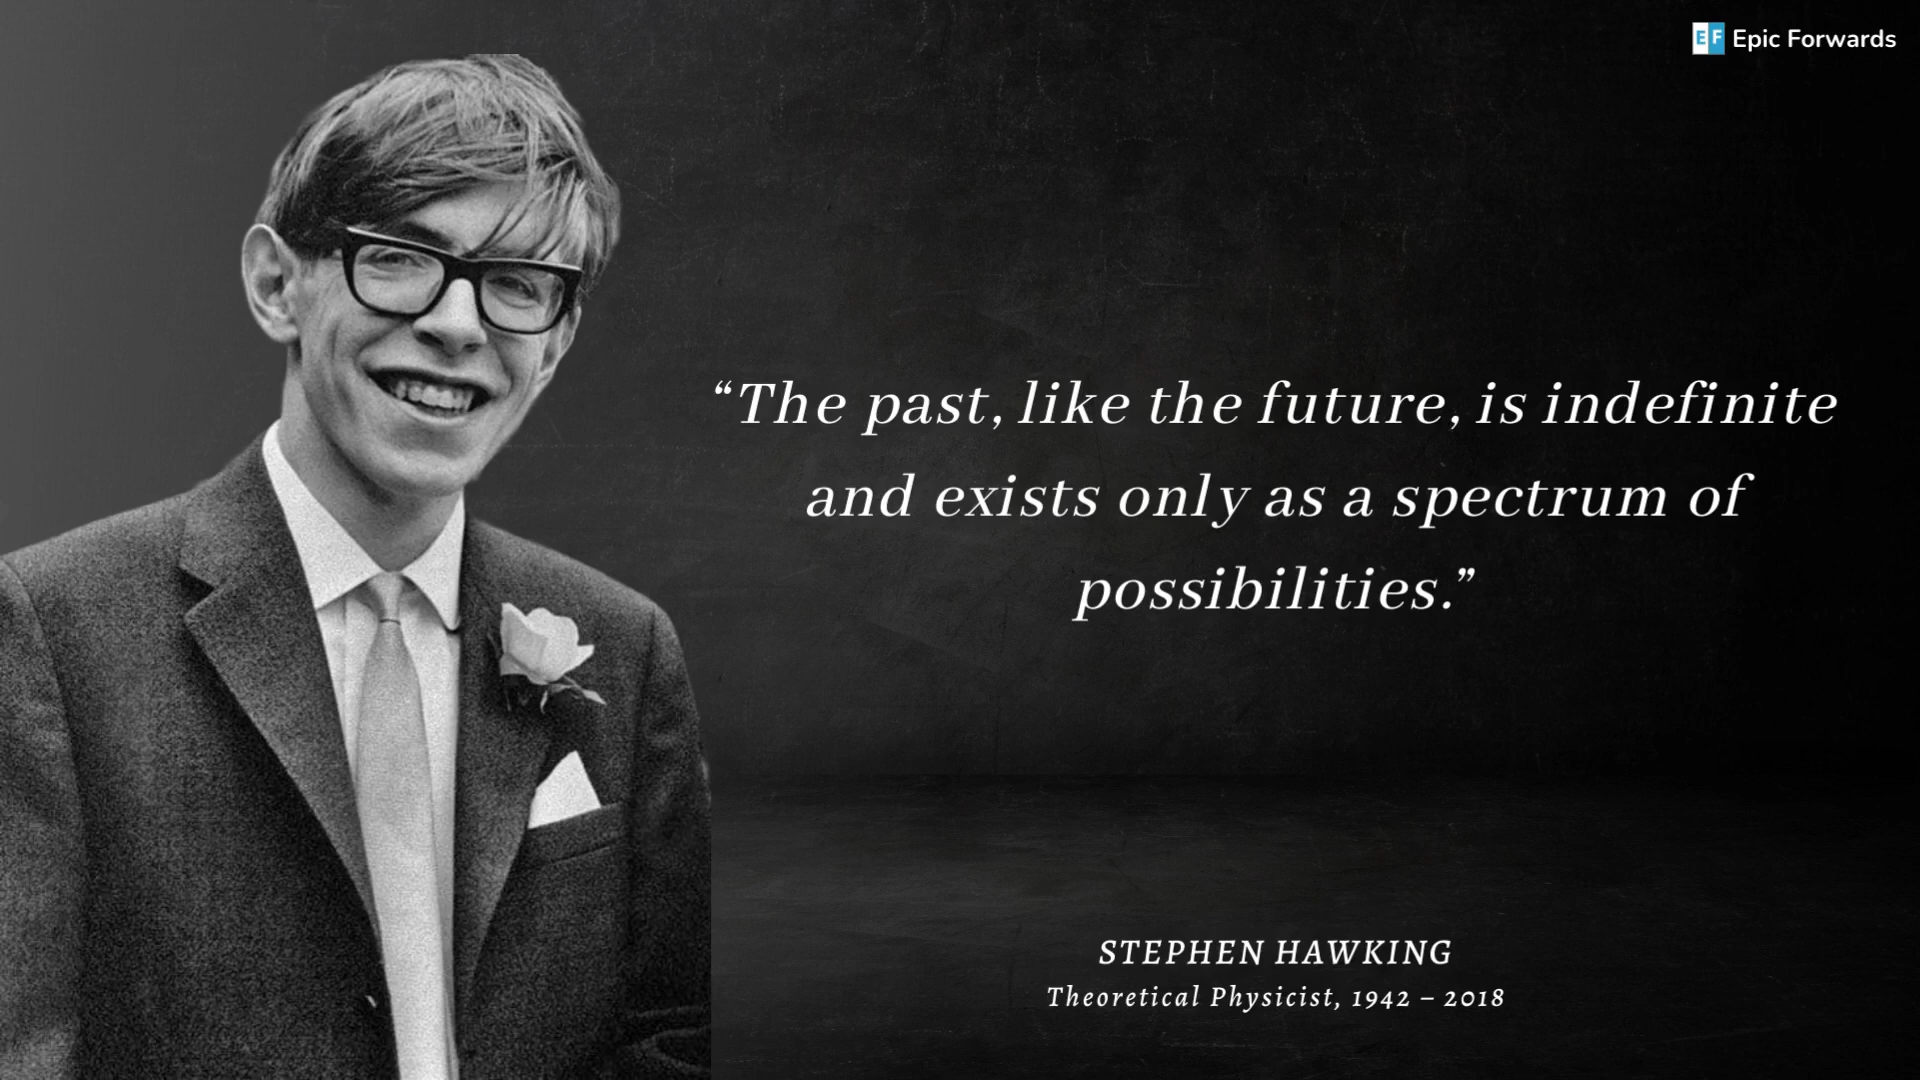 EF Epic Forwards
“The past, like the future, is indefinite
and exists only as a spectrum of
possibilities.”
STEPHEN HAWKING
Theoretical Physicist, 1942 – 2018